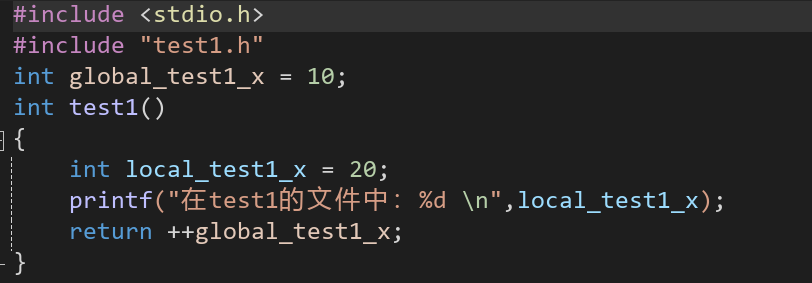 #include <stdio.h>
#include "test1.h"
int global_test1_x = 10;
int test1()
{
    int local_test1_x = 20;
    printf("在test1的文件中: %d \n",local_test1_x);
    return ++global_test1_x;
}